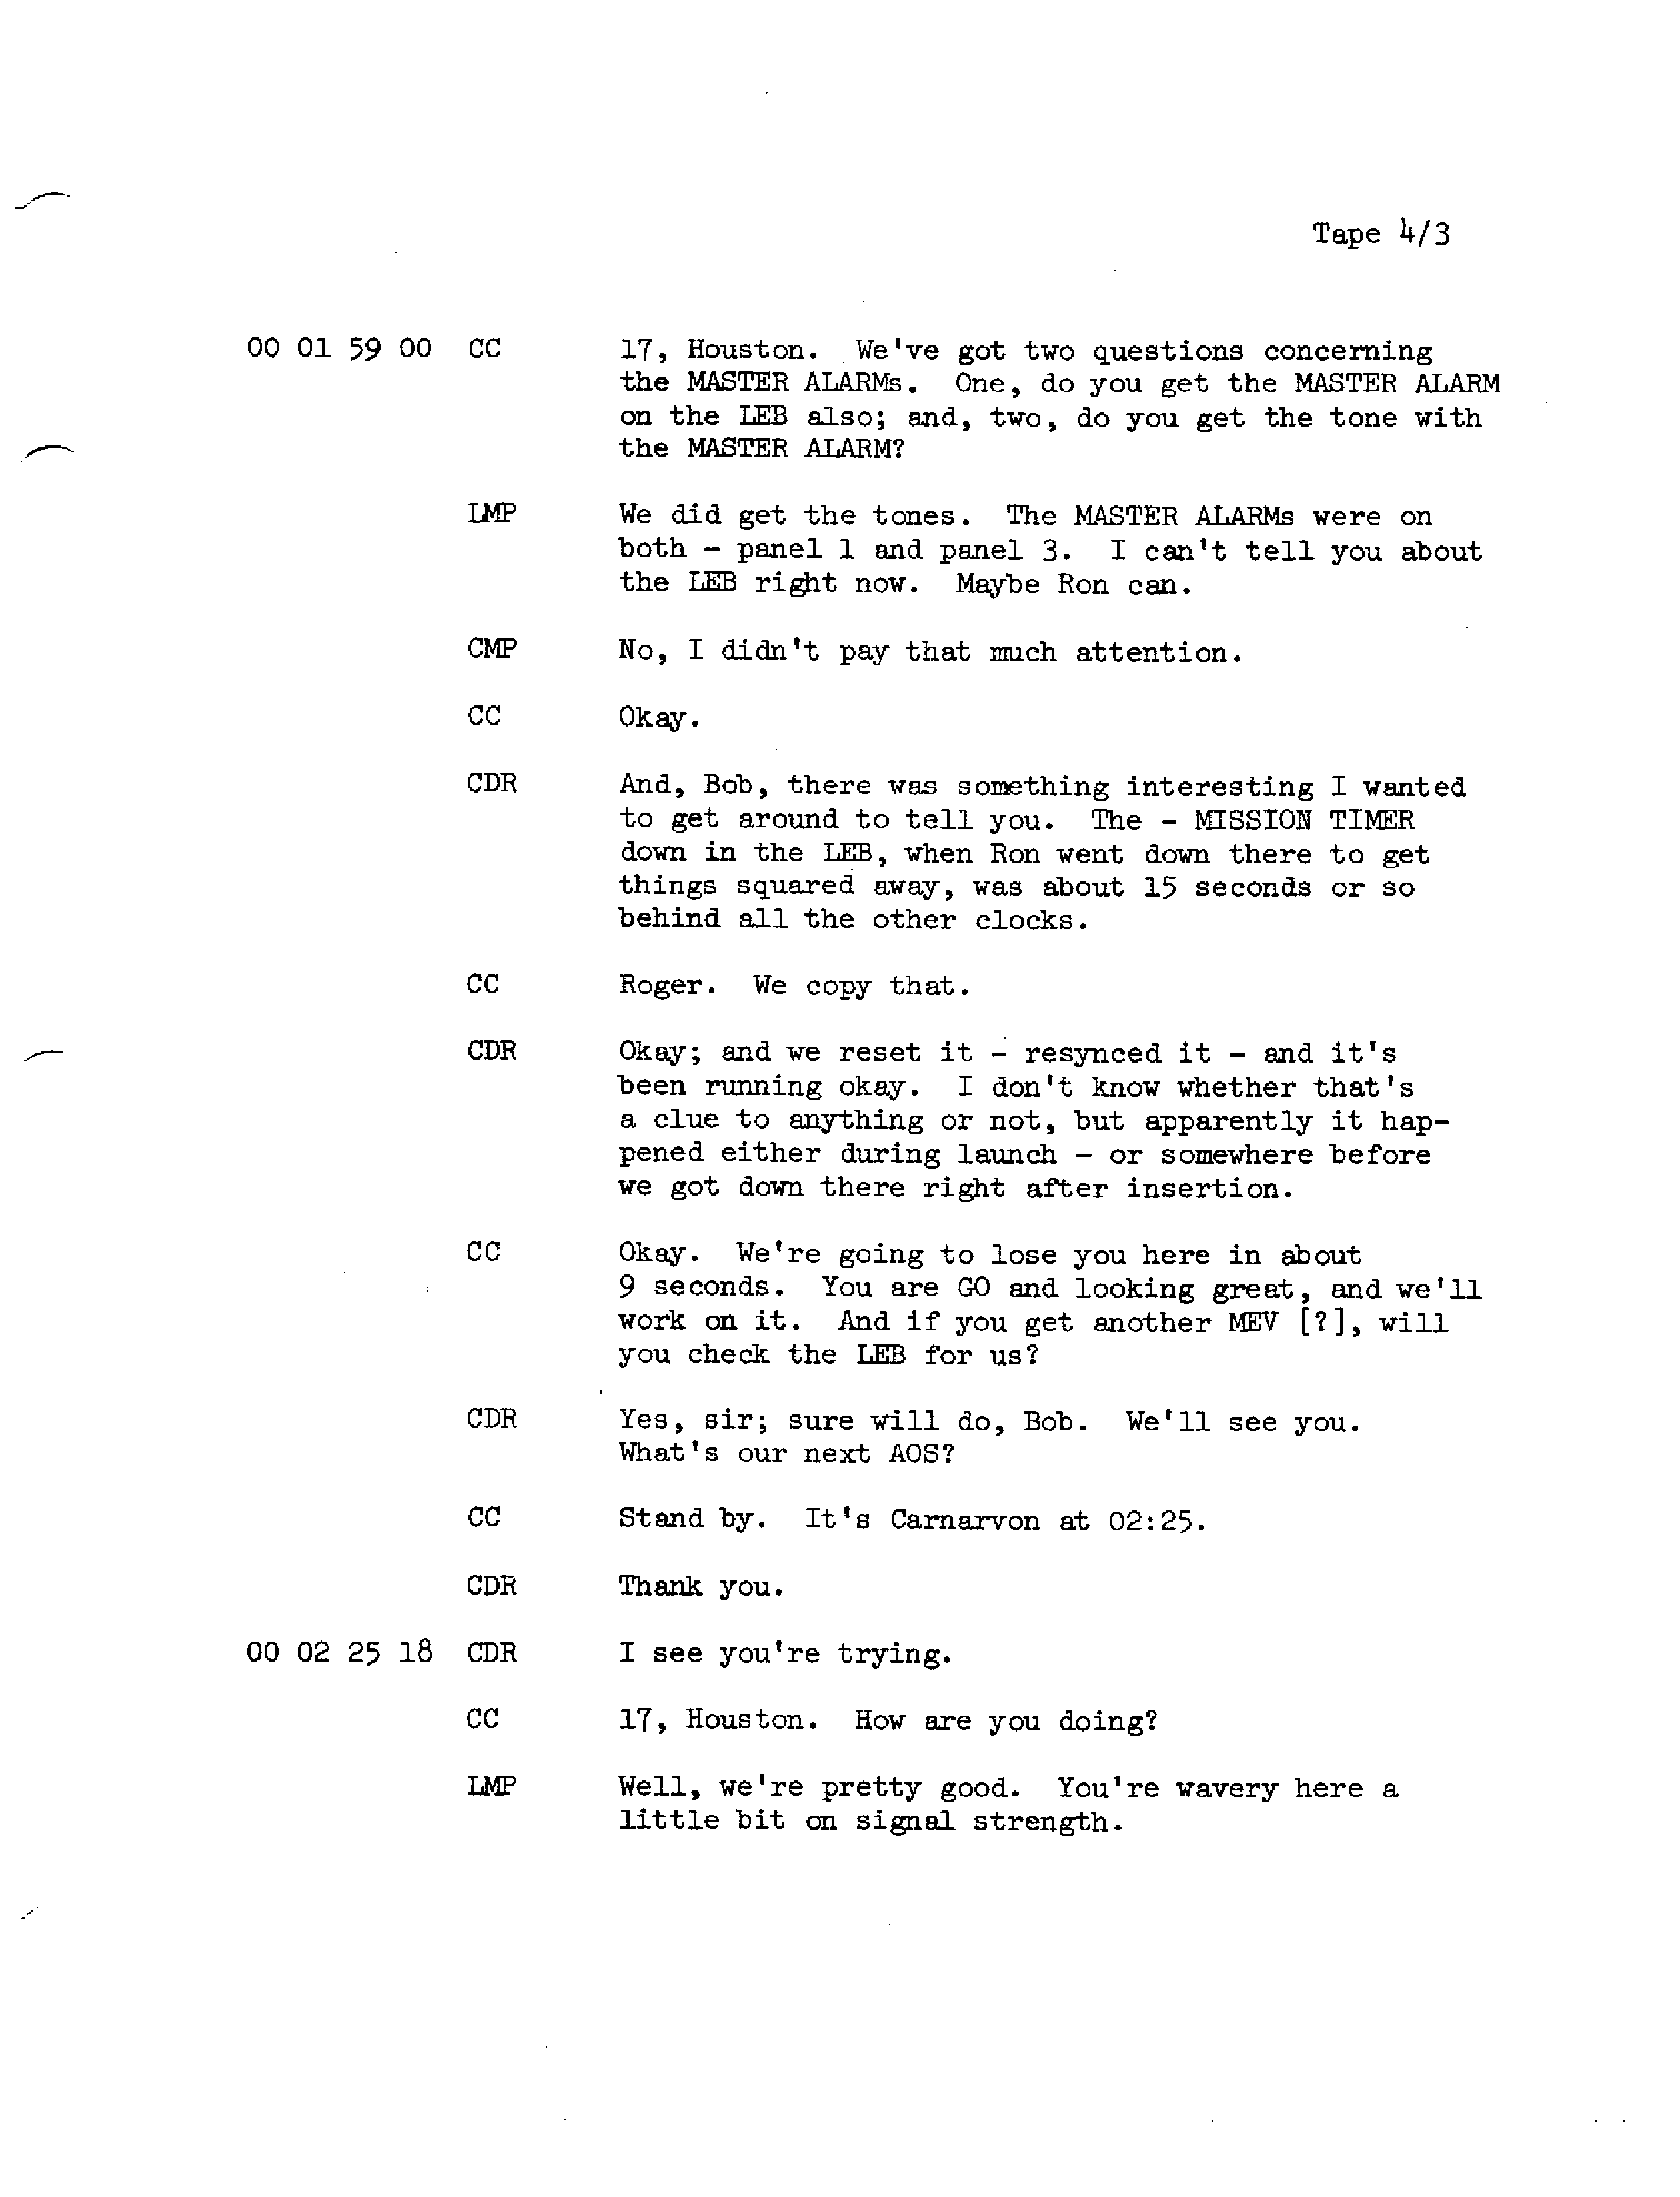 Tape 4/3
00 01 59 00 CC 17, Houston. We've got two questions concerning
the MASTER ALARMs. One, do you get the MASTER ALARM
on the LEB also; and, two, do you get the tone with
the MASTER ALARM?
LMP We did get the tones. The MASTER ALARMs were on
both - panel 1 and panel 3. I can't tell you about
the LEB right now. Maybe Ron can.
CMP No, I didn't pay that much attention.
CC Okay.
CDR And, Bob, there was something interesting I wanted
to get around to tell you. The - MISSION TIMER
down in the LEB, when Ron went down there to get
things squared away, was about 15 seconds or so
behind all the other clocks.
CC Roger. We copy that.
CDR Okay; and we reset it - resynced it - and it's
been running okay. I don't know whether that's
a clue to anything or not, but apparently it hap-
pened either during launch - or somewhere before
we got down there right after insertion.
CC Okay. We're going to lose you here in about
9 seconds. You are GO and looking great, and we'll
work on it. And if you get another MEV [?], will
you check the LEB for us?
CDR Yes, sir; sure will do, Bob. We'll see you.
What's our next AOS?
CC Stand by. It's Carnarvon at 02:25.
CDR Thank you.
00 02 25 18 CDR I see you're trying.
CC 17, Houston. How are you doing?
LMP Well, we're pretty good. You're wavery here a
little bit on signal strength.